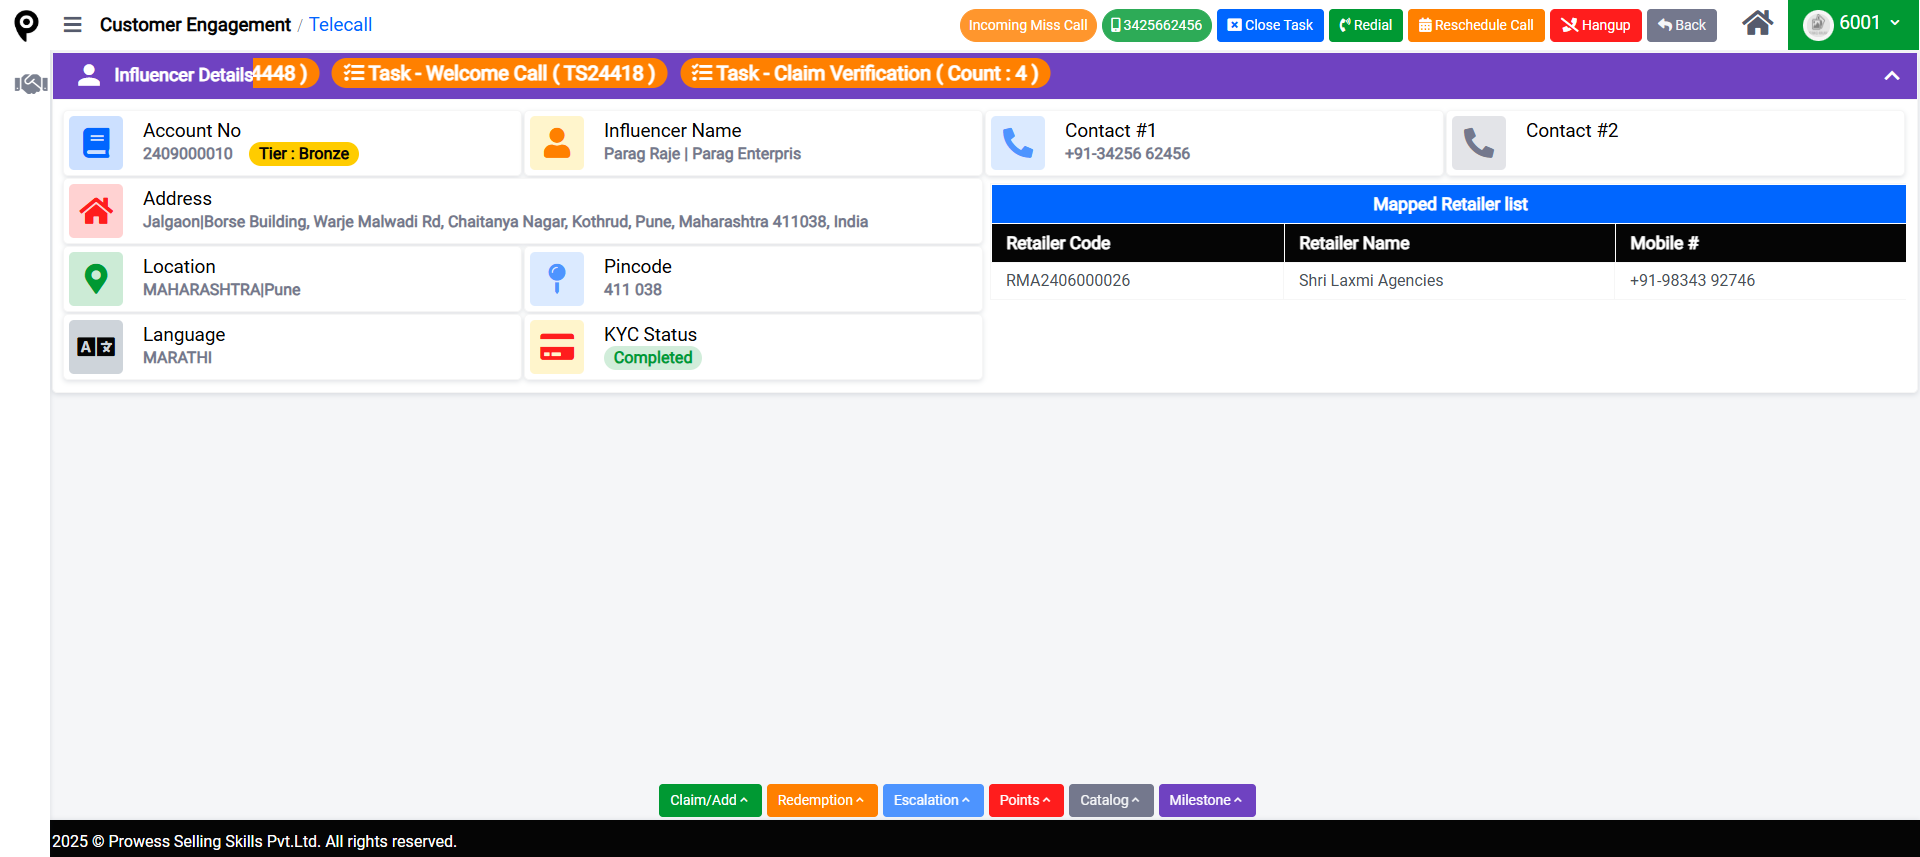 Customer Engagement / Telecall
Incoming Miss Call
3425662456
Close Task
Redial
Reschedule Call
Hangup
Back
6001
Influencer Details
4448 )
Task - Welcome Call ( TS24418 )
Task - Claim Verification ( Count : 4 )
Account No
2409000010 Tier : Bronze
Influencer Name
Parag Raje | Parag Enterpris
Contact #1
+91-34256 62456
Contact #2
Address
Jalgaon|Borse Building, Warje Malwadi Rd, Chaitanya Nagar, Kothrud, Pune, Maharashtra 411038, India
Location
MAHARASHTRA|Pune
Pincode
411 038
Language
MARATHI
KYC Status
Completed
Mapped Retailer list
Retailer Code Retailer Name Mobile #
RMA2406000026 Shri Laxmi Agencies +91-98343 92746
Claim/Add
Redemption
Escalation
Points
Catalog
Milestone
2025 © Prowess Selling Skills Pvt.Ltd. All rights reserved.